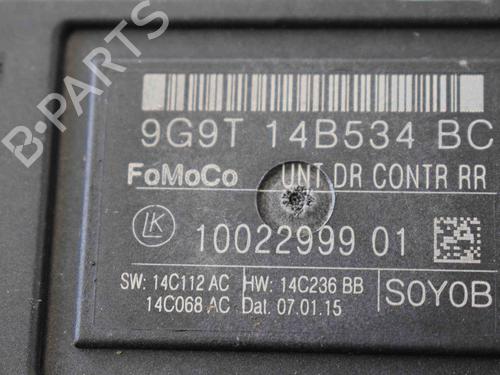 9G9T 14B534 BC
FoMoCo UNT DR CONTR RR
LK 10022999 01
SW: 14C112 AC HW: 14C236 BB SOYOB
14C068 AC Dat. 07.01.15
B-PARTS